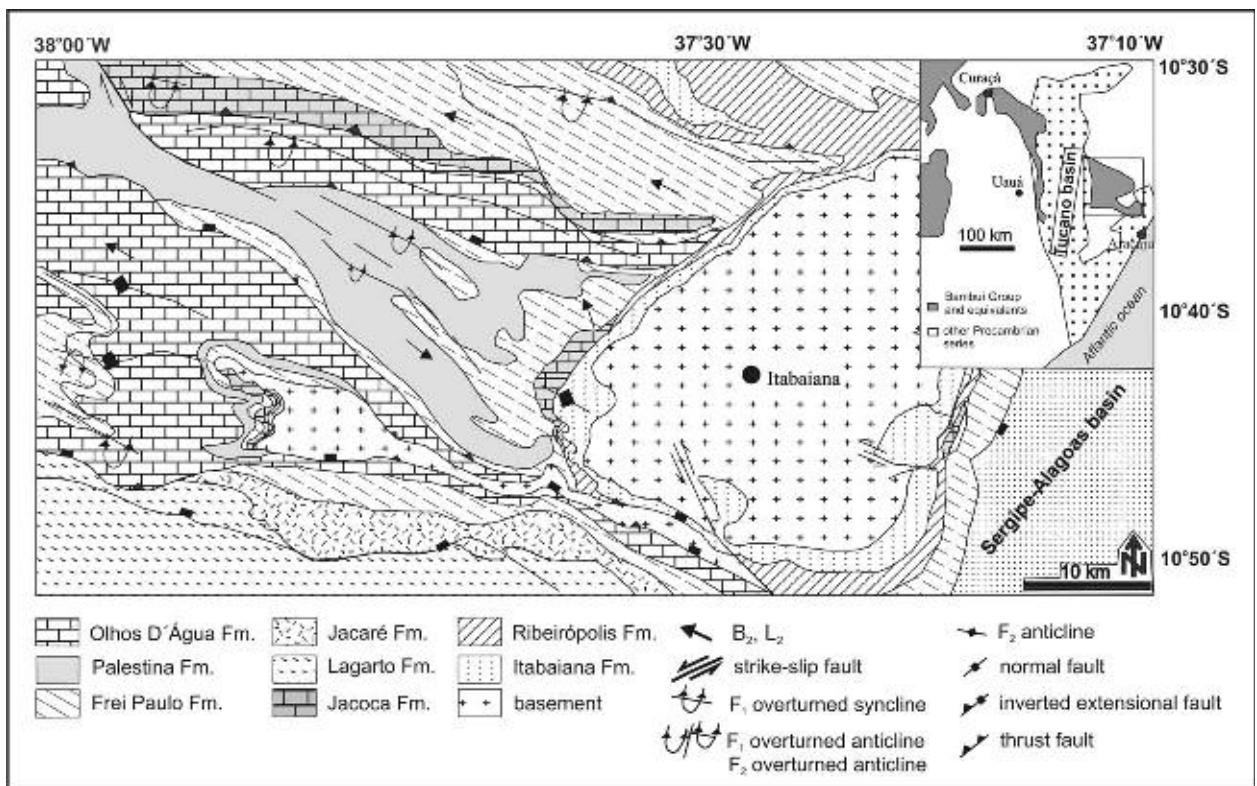 38°00´W
37°30´W
37°10´W
10°30´S
10°40´S
10°50´S
Curaçá
Uauá
Tucano basin
Aracaju
100 km
Bambui Group
and equivalents
other Precambrian
series
Atlantic ocean
Itabaiana
Sergipe-Alagoas basin
N
10 km
Olhos D´Água Fm.
Palestina Fm.
Frei Paulo Fm.
Jacaré Fm.
Lagarto Fm.
Jacoca Fm.
Ribeirópolis Fm.
Itabaiana Fm.
basement
B₂, L₂
strike-slip fault
F₁ overturned syncline
F₁ overturned anticline
F₂ overturned anticline
F₂ anticline
normal fault
inverted extensional fault
thrust fault